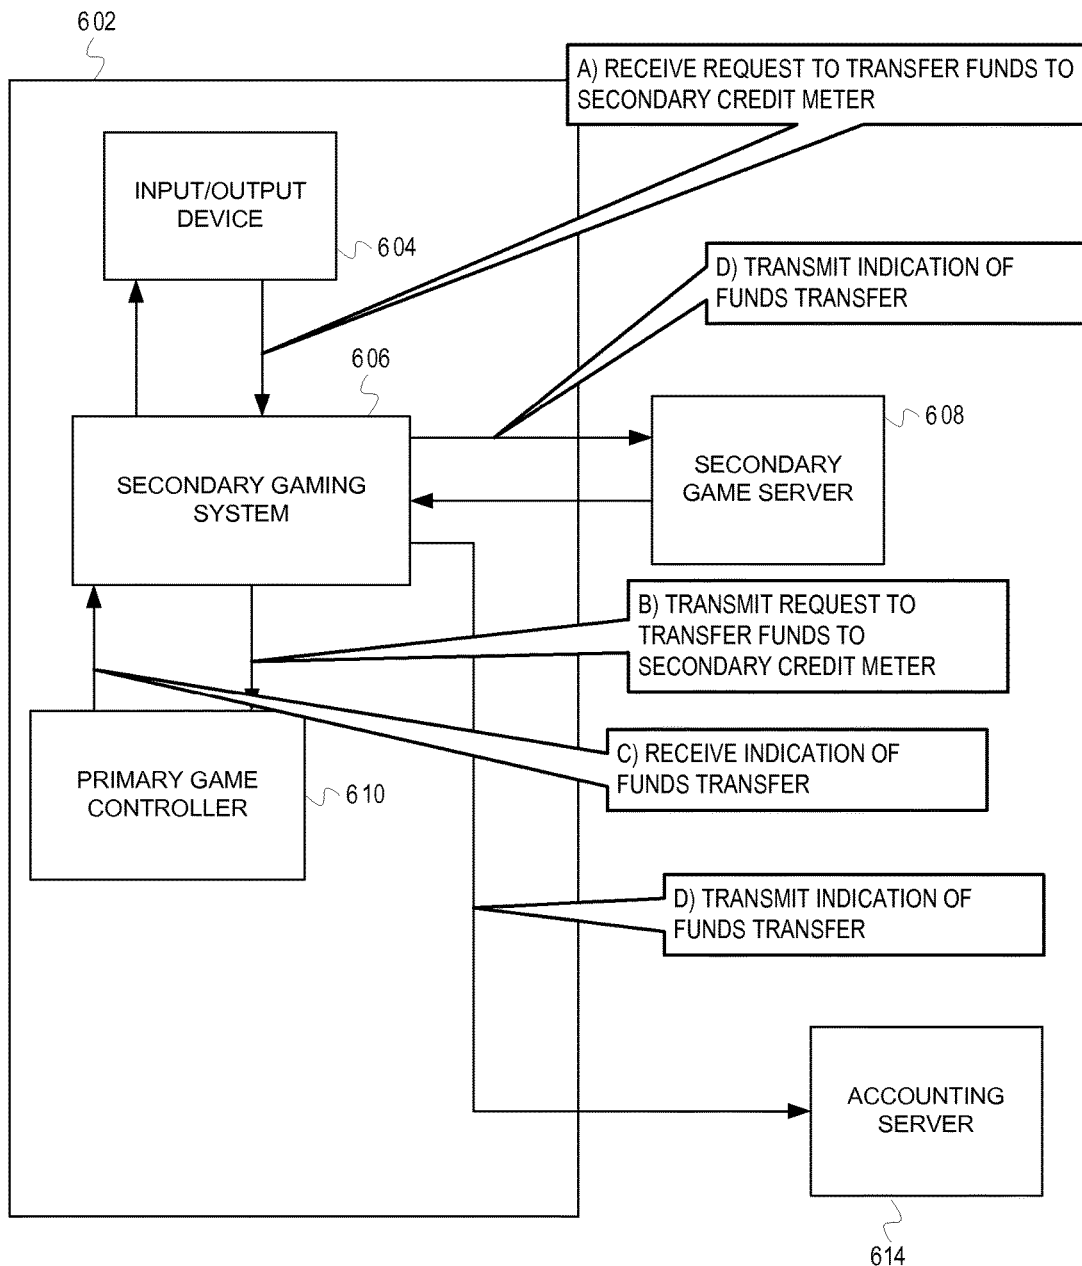 602
A) RECEIVE REQUEST TO TRANSFER FUNDS TO
SECONDARY CREDIT METER
INPUT/OUTPUT
DEVICE
604
D) TRANSMIT INDICATION OF
FUNDS TRANSFER
606
608
SECONDARY GAMING
SYSTEM
SECONDARY
GAME SERVER
B) TRANSMIT REQUEST TO
TRANSFER FUNDS TO
SECONDARY CREDIT METER
PRIMARY GAME
CONTROLLER
610
C) RECEIVE INDICATION OF
FUNDS TRANSFER
D) TRANSMIT INDICATION OF
FUNDS TRANSFER
ACCOUNTING
SERVER
614